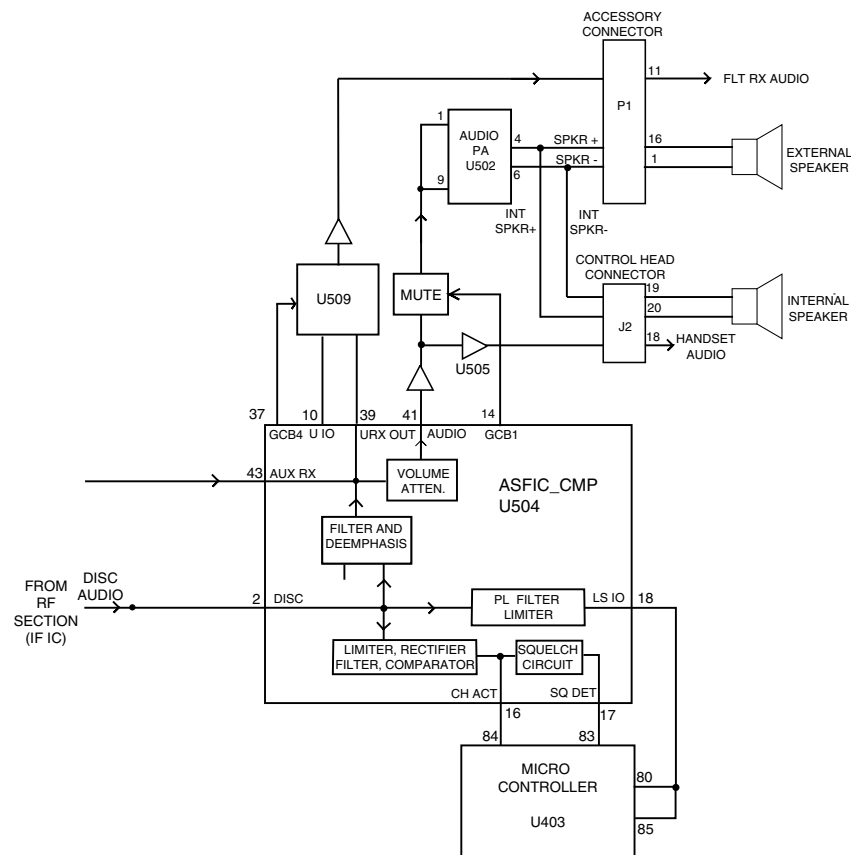 ACCESSORY
CONNECTOR
11
FLT RX AUDIO
P1
1
AUDIO
PA
U502
4
SPKR +
16
EXTERNAL
SPEAKER
9
6
SPKR -
1
INT
SPKR+
INT
SPKR-
CONTROL HEAD
CONNECTOR
U509
MUTE
19
20
INTERNAL
SPEAKER
J2
18
HANDSET
AUDIO
U505
37
10
39
41
14
GCB4
U IO
URX OUT
AUDIO
GCB1
43
AUX RX
VOLUME
ATTEN.
ASFIC_CMP
U504
FILTER AND
DEEMPHASIS
FROM
RF
SECTION
(IF IC)
DISC
AUDIO
2
DISC
PL FILTER
LIMITER
LS IO
18
LIMITER, RECTIFIER
FILTER, COMPARATOR
SQUELCH
CIRCUIT
CH ACT
SQ DET
16
17
84
83
MICRO
CONTROLLER
80
U403
85